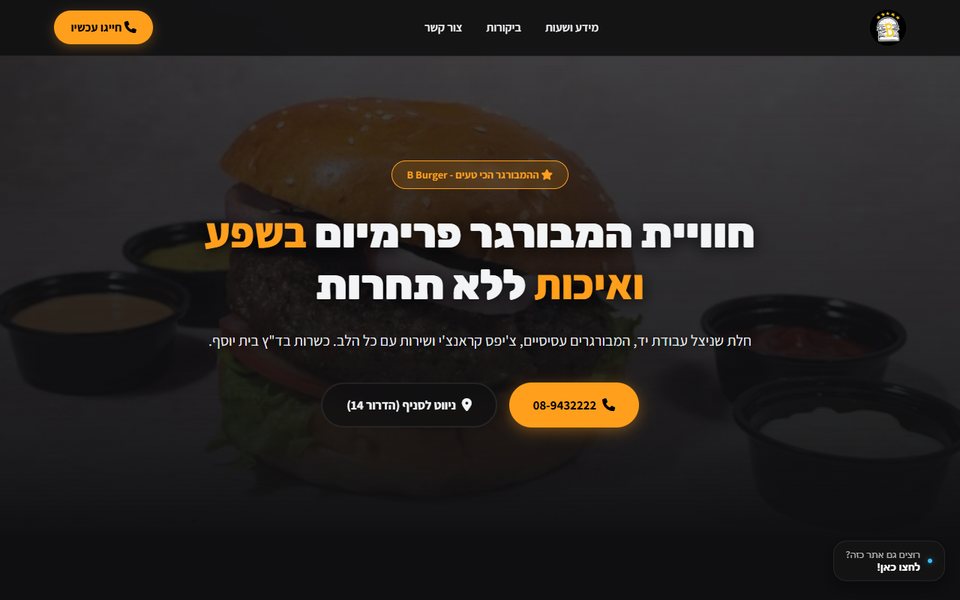 מידע ושעות
ביקורות
צור קשר
חייגו עכשיו
ההמבורגר הכי טעים - B Burger
חוויית המבורגר פרימיום בשפע
ואיכות ללא תחרות
חלת שניצל עבודת יד, המבורגרים עסיסיים, צ'יפס קראנצ'י ושירות עם כל הלב. כשרות בד"ץ בית יוסף.
08-9432222
ניווט לסניף (הדרור 14)
רוצים גם אתר כזה?
לחצו כאן!